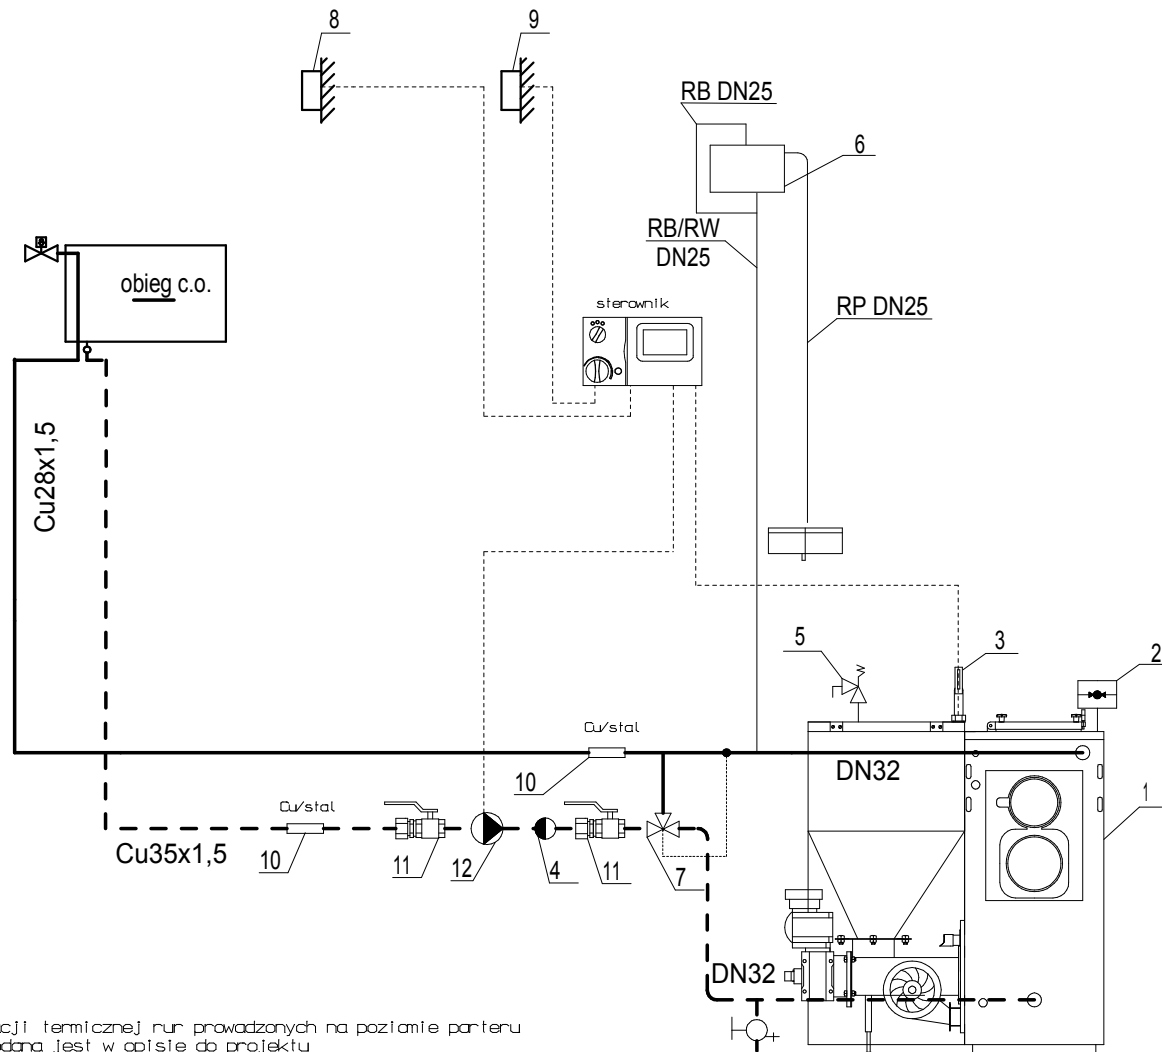 8
9
RB DN25
6
RB/RW
DN25
obieg c.o.
sterownik
RP DN25
Cu28x1,5
5
3
2
Cu/stal
DN32
10
1
Cu/stal
Cu35x1,5
10
11
12
4
11
7
DN32
cji termicznej rur prowadzonych na poziomie parteru
odana jest w opisie do projektu